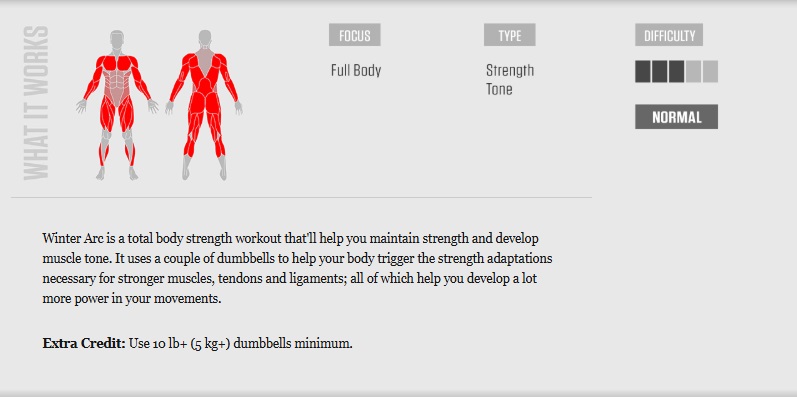 WHAT IT WORKS
FOCUS
Full Body
TYPE
Strength
Tone
DIFFICULTY
NORMAL
Winter Arc is a total body strength workout that'll help you maintain strength and develop
muscle tone. It uses a couple of dumbbells to help your body trigger the strength adaptations
necessary for stronger muscles, tendons and ligaments; all of which help you develop a lot
more power in your movements.
Extra Credit: Use 10 lb+ (5 kg+) dumbbells minimum.